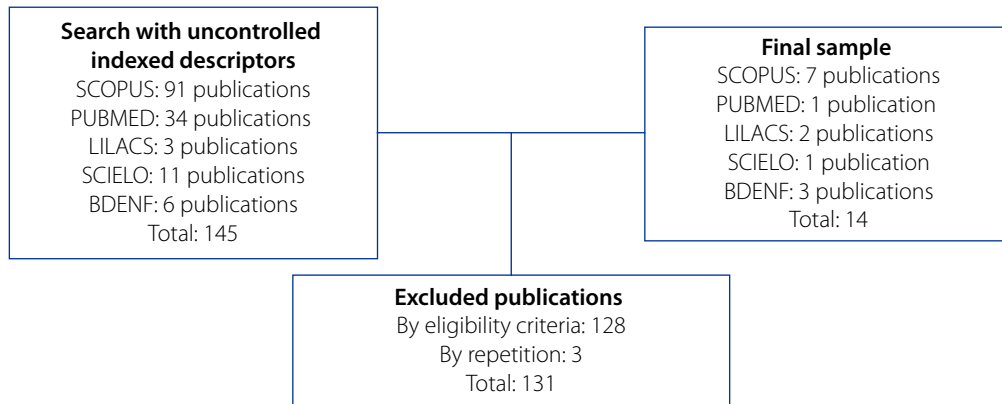 Search with uncontrolled
indexed descriptors
SCOPUS: 91 publications
PUBMED: 34 publications
LILACS: 3 publications
SCIELO: 11 publications
BDENF: 6 publications
Total: 145
Final sample
SCOPUS: 7 publications
PUBMED: 1 publication
LILACS: 2 publications
SCIELO: 1 publication
BDENF: 3 publications
Total: 14
Excluded publications
By eligibility criteria: 128
By repetition: 3
Total: 131